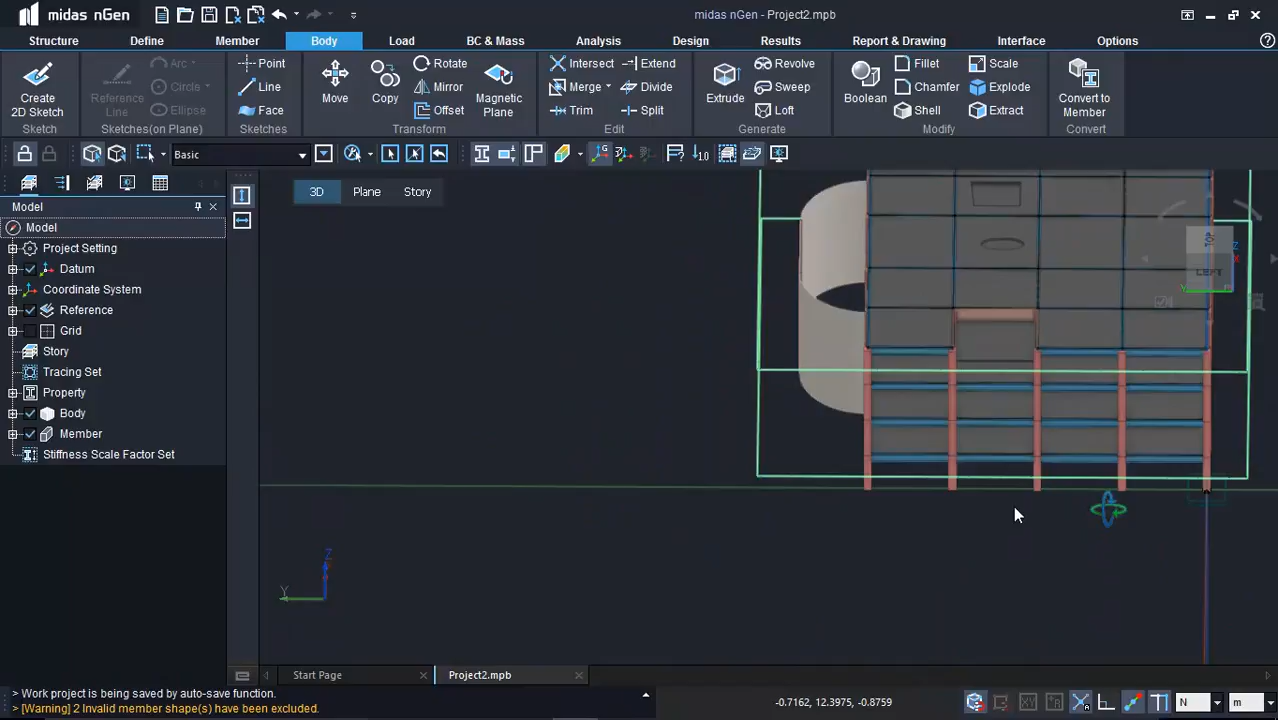 midas nGen
midas nGen - Project2.mpb
Structure Define Member Body Load BC & Mass Analysis Design Results Report & Drawing Interface Options
Create 2D Sketch
Sketch
Reference Line
Arc
Circle
Ellipse
Sketches(on Plane)
Point
Line
Face
Sketches
Move
Copy
Rotate
Mirror
Offset
Magnetic Plane
Transform
Intersect
Merge
Trim
Extend
Divide
Split
Edit
Extrude
Revolve
Sweep
Loft
Generate
Boolean
Fillet
Chamfer
Shell
Scale
Explode
Extract
Modify
Convert to Member
Convert
Basic
1.0
Model
3D Plane Story
Model
Project Setting
Datum
Coordinate System
Reference
Grid
Story
Tracing Set
Property
Body
Member
Stiffness Scale Factor Set
LEFT
Z
X
Z
Y
Start Page
Project2.mpb
> Work project is being saved by auto-save function.
> [Warning] 2 Invalid member shape(s) have been excluded.
-0.7162, 12.3975, -0.8759
N
m